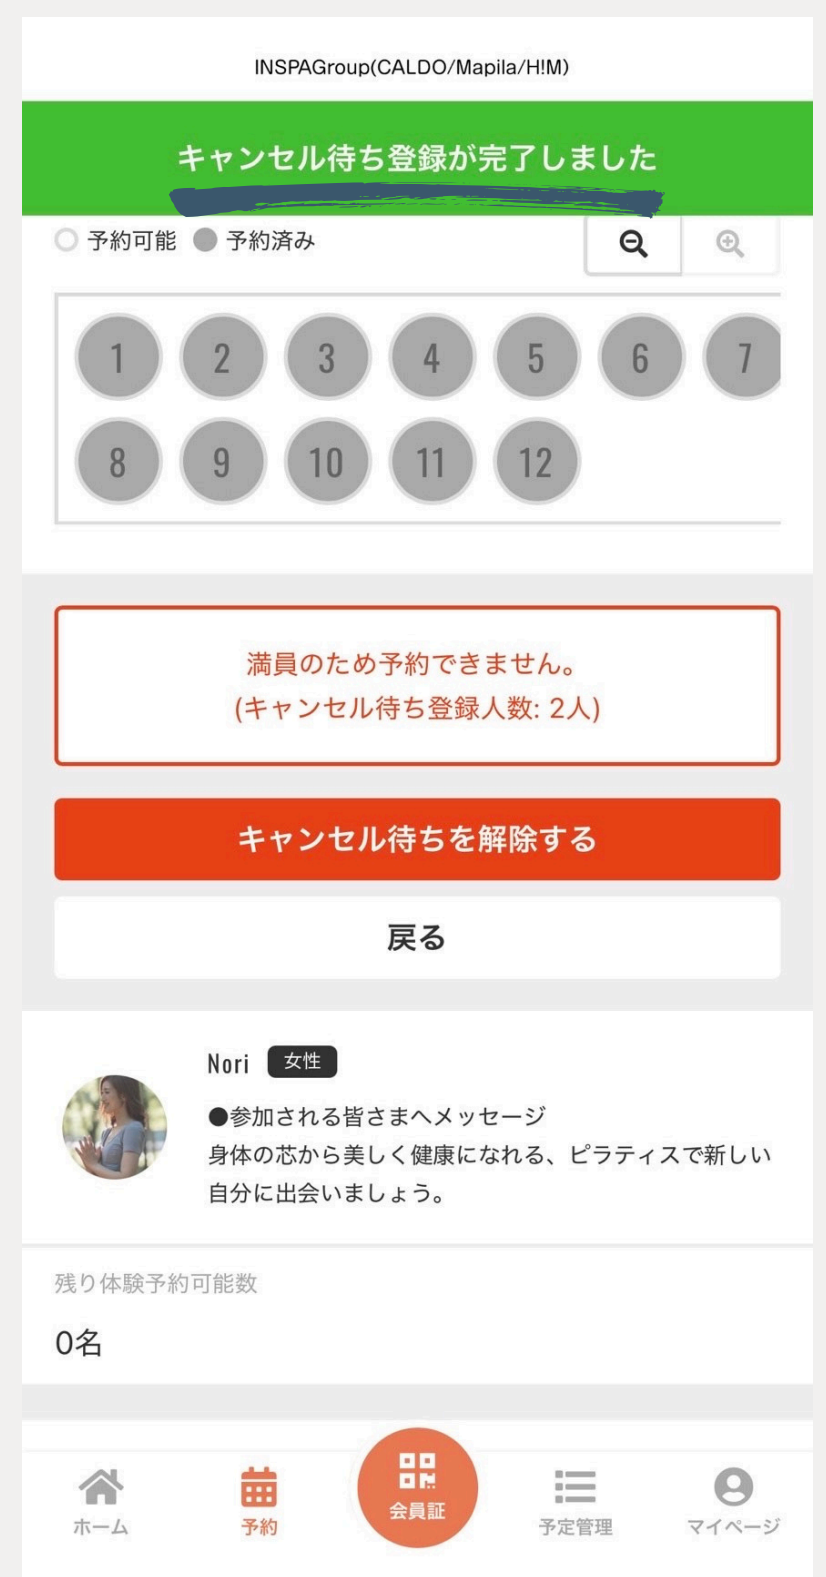 INSPAGroup(CALDO/Mapila/H!M)
キャンセル待ち登録が完了しました
予約可能 予約済み
1 2 3 4 5 6 7
8 9 10 11 12
満員のため予約できません。
(キャンセル待ち登録人数: 2人)
キャンセル待ちを解除する
戻る
Nori 女性
●参加される皆さまへメッセージ
身体の芯から美しく健康になれる、ピラティスで新しい
自分に出会いましょう。
残り体験予約可能数
0名
会員証
ホーム 予約 予定管理 マイページ